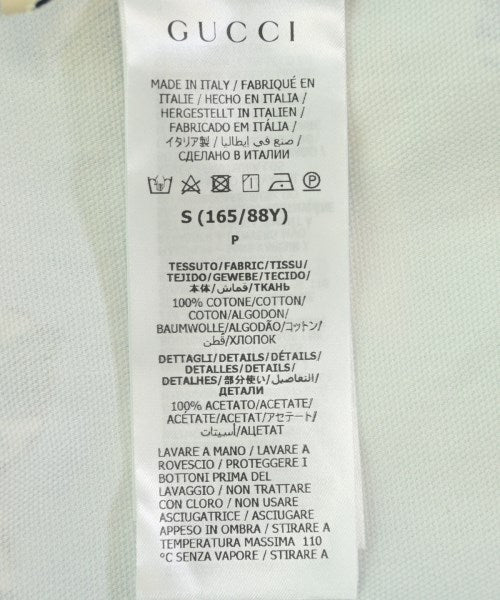 GUCCI
MADE IN ITALY / FABRIQUÉ EN
ITALIE / HECHO EN ITALIA /
HERGESTELLT IN ITALIEN /
FABRICADO EM ITÁLIA /
イタリア製 / صنع في إيطاليا /
СДЕЛАНО В ИТАЛИИ
S (165/88Y)
P
TESSUTO/FABRIC/TISSU/
TEJIDO/GEWEBE/TECIDO/
本体/قماش/ТКАНЬ
100% COTONE/COTTON/
COTON/ALGODON/
BAUMWOLLE/ALGODÃO/コットン/
قطن/ХЛОПОК
DETTAGLI/DETAILS/DÉTAILS/
DETALLES/DETAILS/
DETALHES/部分使い/التفاصيل/
ДЕТАЛИ
100% ACETATO/ACETATE/
ACÉTATE/ACETAT/アセテート/
أسيتات/АЦЕТАТ
LAVARE A MANO / LAVARE A
ROVESCIO / PROTEGGERE I
BOTTONI PRIMA DEL
LAVAGGIO / NON TRATTARE
CON CLORO / NON USARE
ASCIUGATRICE / ASCIUGARE
APPESO IN OMBRA / STIRARE A
TEMPERATURA MASSIMA 110
°C SENZA VAPORE / STIRARE A